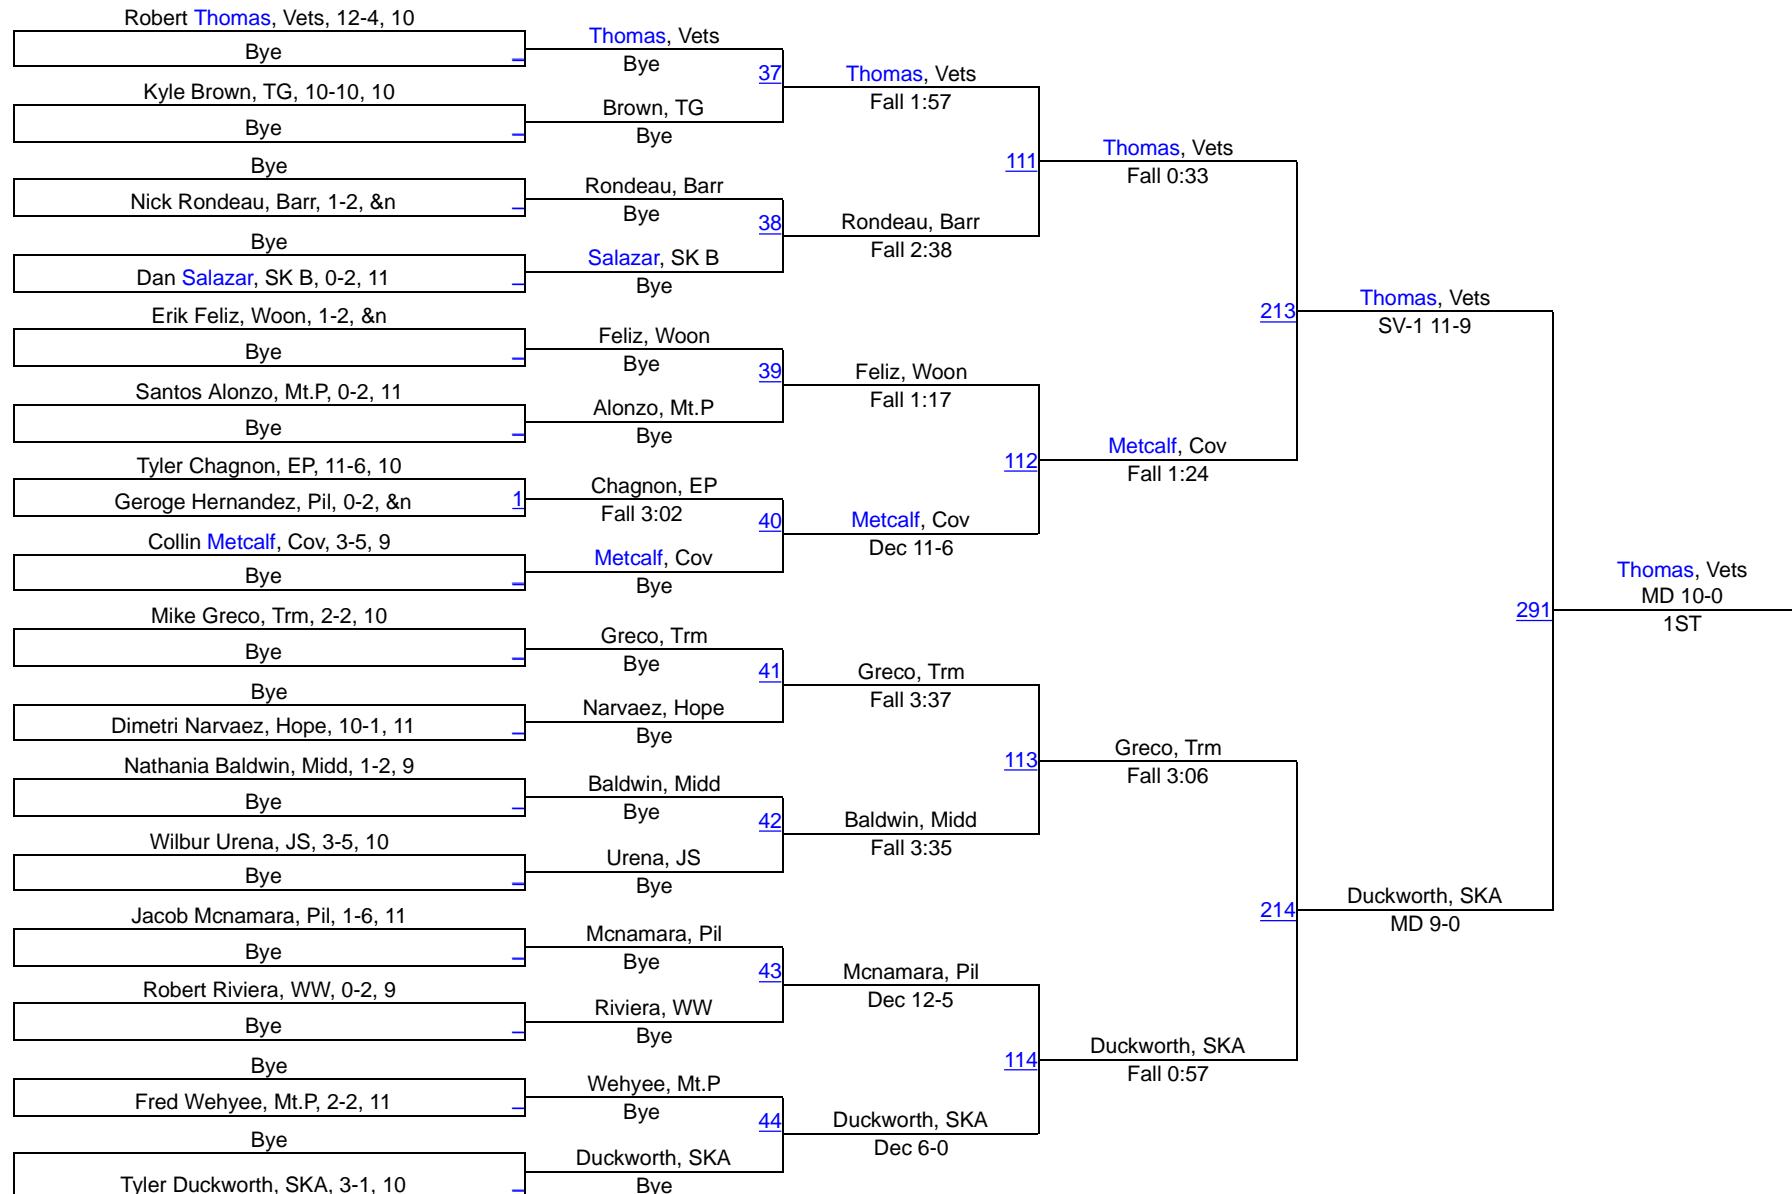 Robert Thomas, Vets, 12-4, 10
Bye
Kyle Brown, TG, 10-10, 10
Bye
Bye
Nick Rondeau, Barr, 1-2, &n
Bye
Dan Salazar, SK B, 0-2, 11
Erik Feliz, Woon, 1-2, &n
Bye
Santos Alonzo, Mt.P, 0-2, 11
Bye
Tyler Chagnon, EP, 11-6, 10
Geroge Hernandez, Pil, 0-2, &n
1
Collin Metcalf, Cov, 3-5, 9
Bye
Mike Greco, Trm, 2-2, 10
Bye
Bye
Dimetri Narvaez, Hope, 10-1, 11
Nathania Baldwin, Midd, 1-2, 9
Bye
Wilbur Urena, JS, 3-5, 10
Bye
Jacob Mcnamara, Pil, 1-6, 11
Bye
Robert Riviera, WW, 0-2, 9
Bye
Bye
Fred Wehyee, Mt.P, 2-2, 11
Bye
Tyler Duckworth, SKA, 3-1, 10
Thomas, Vets
Bye
37
Brown, TG
Bye
Rondeau, Barr
Bye
38
Salazar, SK B
Bye
Feliz, Woon
Bye
39
Alonzo, Mt.P
Bye
Chagnon, EP
Fall 3:02
40
Metcalf, Cov
Bye
Greco, Trm
Bye
41
Narvaez, Hope
Bye
Baldwin, Midd
Bye
42
Urena, JS
Bye
Mcnamara, Pil
Bye
43
Riviera, WW
Bye
Wehyee, Mt.P
Bye
44
Duckworth, SKA
Bye
Thomas, Vets
Fall 1:57
111
Rondeau, Barr
Fall 2:38
Feliz, Woon
Fall 1:17
112
Metcalf, Cov
Dec 11-6
Greco, Trm
Fall 3:37
113
Baldwin, Midd
Fall 3:35
Mcnamara, Pil
Dec 12-5
114
Duckworth, SKA
Dec 6-0
Thomas, Vets
Fall 0:33
213
Metcalf, Cov
Fall 1:24
Greco, Trm
Fall 3:06
214
Duckworth, SKA
Fall 0:57
Thomas, Vets
SV-1 11-9
291
Duckworth, SKA
MD 9-0
Thomas, Vets
MD 10-0
1ST